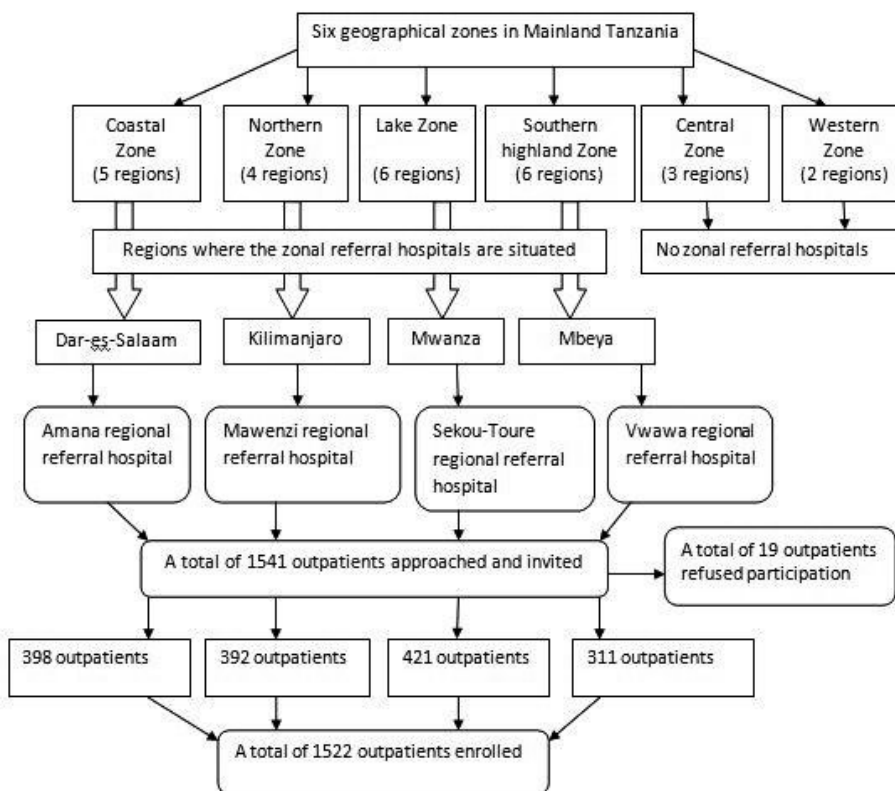 Six geographical zones in Mainland Tanzania
Coastal
Zone
(5 regions)
Northern
Zone
(4 regions)
Lake Zone
(6 regions)
Southern
highland Zone
(6 regions)
Central
Zone
(3 regions)
Western
Zone
(2 regions)
Regions where the zonal referral hospitals are situated
No zonal referral hospitals
Dar-es-Salaam
Kilimanjaro
Mwanza
Mbeya
Amana regional
referral hospital
Mawenzi regional
referral hospital
Sekou-Toure
regional referral
hospital
Vwawa regional
referral hospital
A total of 1541 outpatients approached and invited
A total of 19 outpatients
refused participation
398 outpatients
392 outpatients
421 outpatients
311 outpatients
A total of 1522 outpatients enrolled